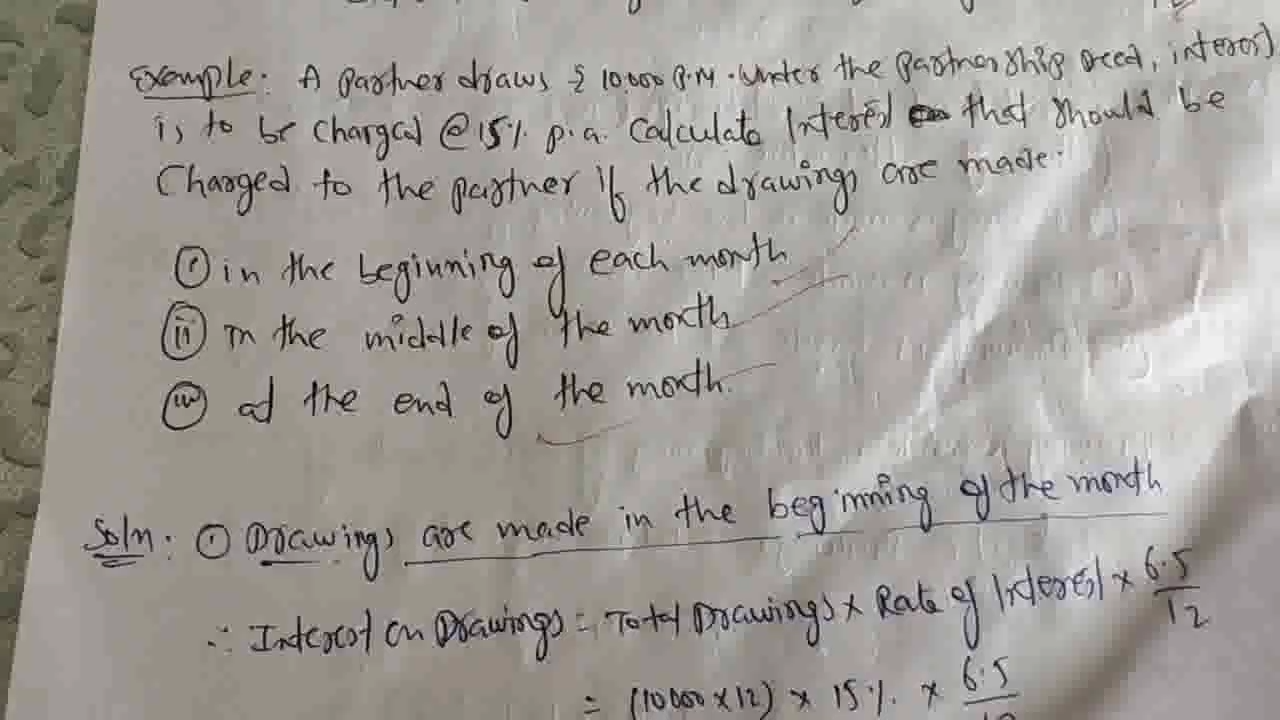 Example: A partner draws ₹ 10000 P.M. Under the partnership Deed, interest
is to be charged @ 15% p.a. Calculate Interest that should be
Charged to the partner if the drawings are made:
(i) in the beginning of each month
(ii) In the middle of the month
(iii) at the end of the month.
Soln: (i) Drawings are made in the beginning of the month
∴ Interest on Drawings = Total Drawings x Rate of Interest x 6.5/12
= (10000 x 12) x 15% x 6.5